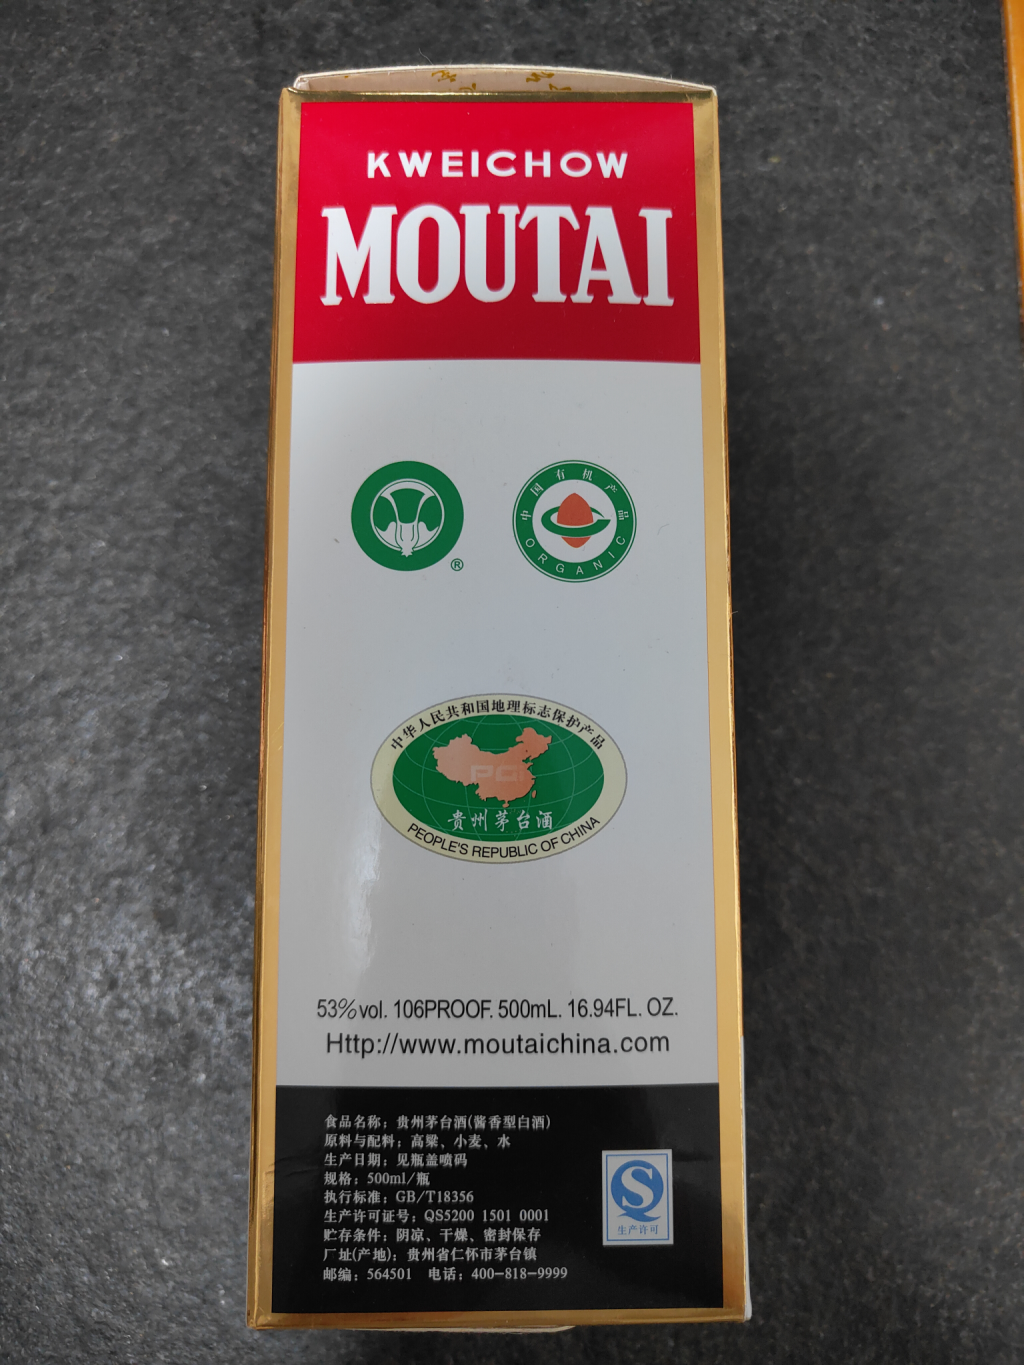 KWEICHOW
MOUTAI
®
中国有机产品
ORGANIC
中华人民共和国地理标志保护产品
PGI
贵州茅台酒
PEOPLE'S REPUBLIC OF CHINA
53%vol. 106PROOF. 500mL. 16.94FL. OZ.
Http://www.moutaichina.com
食品名称：贵州茅台酒(酱香型白酒)
原料与配料：高粱、小麦、水
生产日期：见瓶盖喷码
规格：500ml/瓶
执行标准：GB/T18356
生产许可证号：QS5200 1501 0001
贮存条件：阴凉、干燥、密封保存
厂址(产地)：贵州省仁怀市茅台镇
邮编：564501 电话：400-818-9999
生产许可